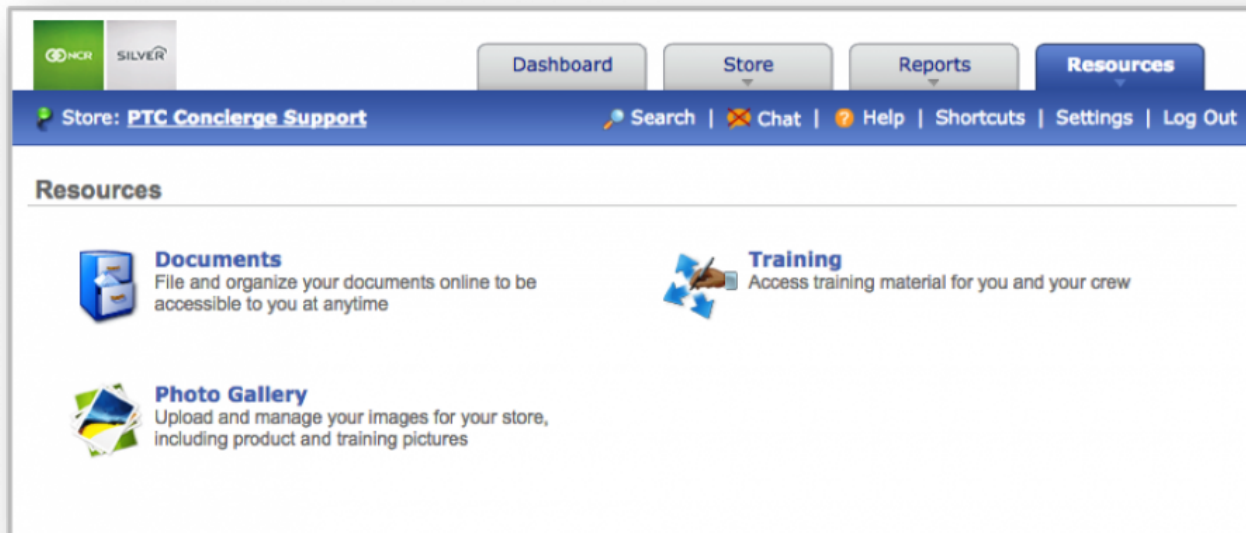 NCR SILVER
Dashboard Store Reports Resources
Store: PTC Concierge Support Search | Chat | Help | Shortcuts | Settings | Log Out
Resources
Documents
File and organize your documents online to be
accessible to you at anytime
Training
Access training material for you and your crew
Photo Gallery
Upload and manage your images for your store,
including product and training pictures